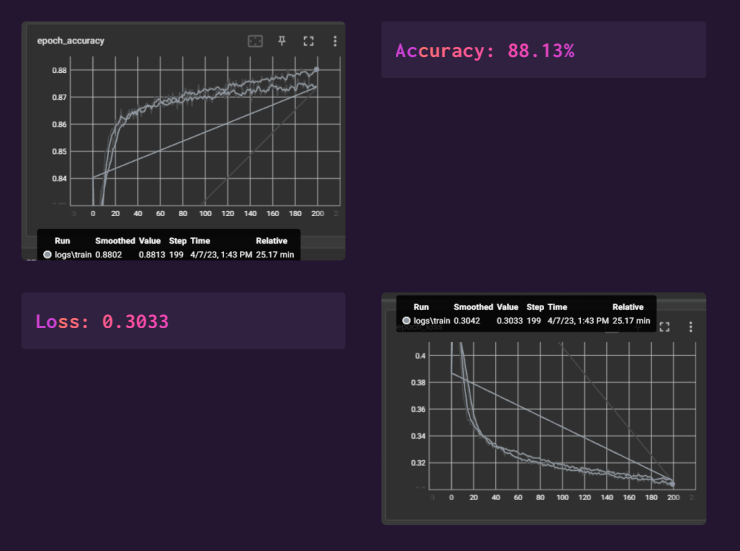 epoch_accuracy
0.88
0.87
0.86
0.85
0.84
0 20 40 60 80 100 120 140 160 180 200
Run Smoothed Value Step Time Relative
logs\train 0.8802 0.8813 199 4/7/23, 1:43 PM 25.17 min
Accuracy: 88.13%
Loss: 0.3033
Run Smoothed Value Step Time Relative
logs\train 0.3042 0.3033 199 4/7/23, 1:43 PM 25.17 min
0.4
0.38
0.36
0.34
0.32
0 20 40 60 80 100 120 140 160 180 200